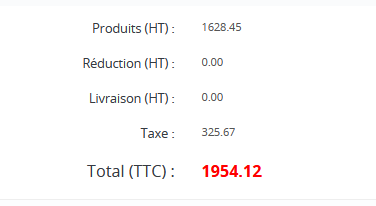 Produits (HT) : 1628.45
Réduction (HT) : 0.00
Livraison (HT) : 0.00
Taxe : 325.67
Total (TTC) : 1954.12